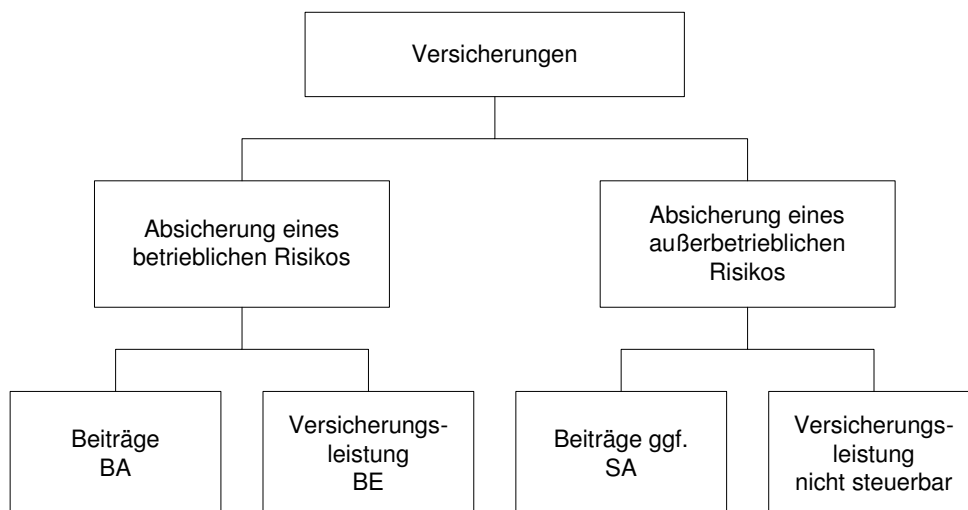 Versicherungen
Absicherung eines
betrieblichen Risikos
Absicherung eines
außerbetrieblichen
Risikos
Beiträge
BA
Versicherungs-
leistung
BE
Beiträge ggf.
SA
Versicherungs-
leistung
nicht steuerbar